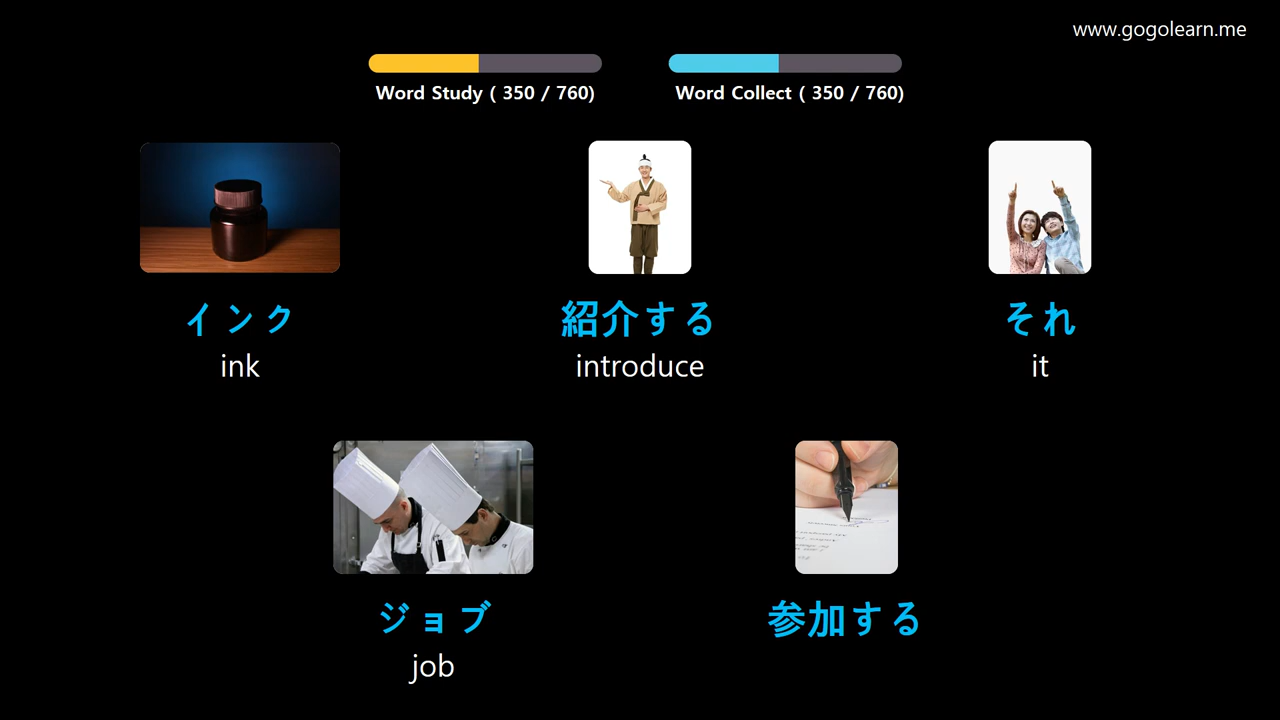 www.gogolearn.me
Word Study ( 350 / 760)
Word Collect ( 350 / 760)
インク
ink
紹介する
introduce
それ
it
ジョブ
job
参加する